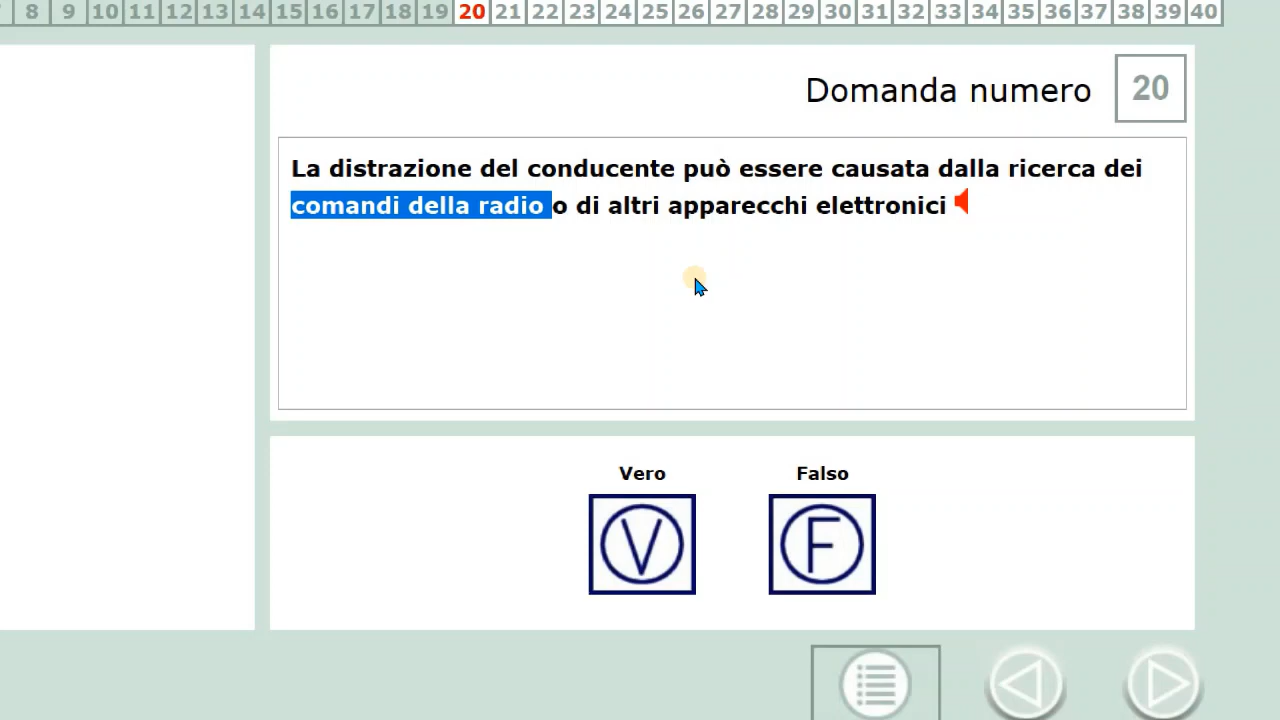 8 9 10 11 12 13 14 15 16 17 18 19 20 21 22 23 24 25 26 27 28 29 30 31 32 33 34 35 36 37 38 39 40
Domanda numero 20
La distrazione del conducente può essere causata dalla ricerca dei
comandi della radio o di altri apparecchi elettronici
Vero Falso
V F